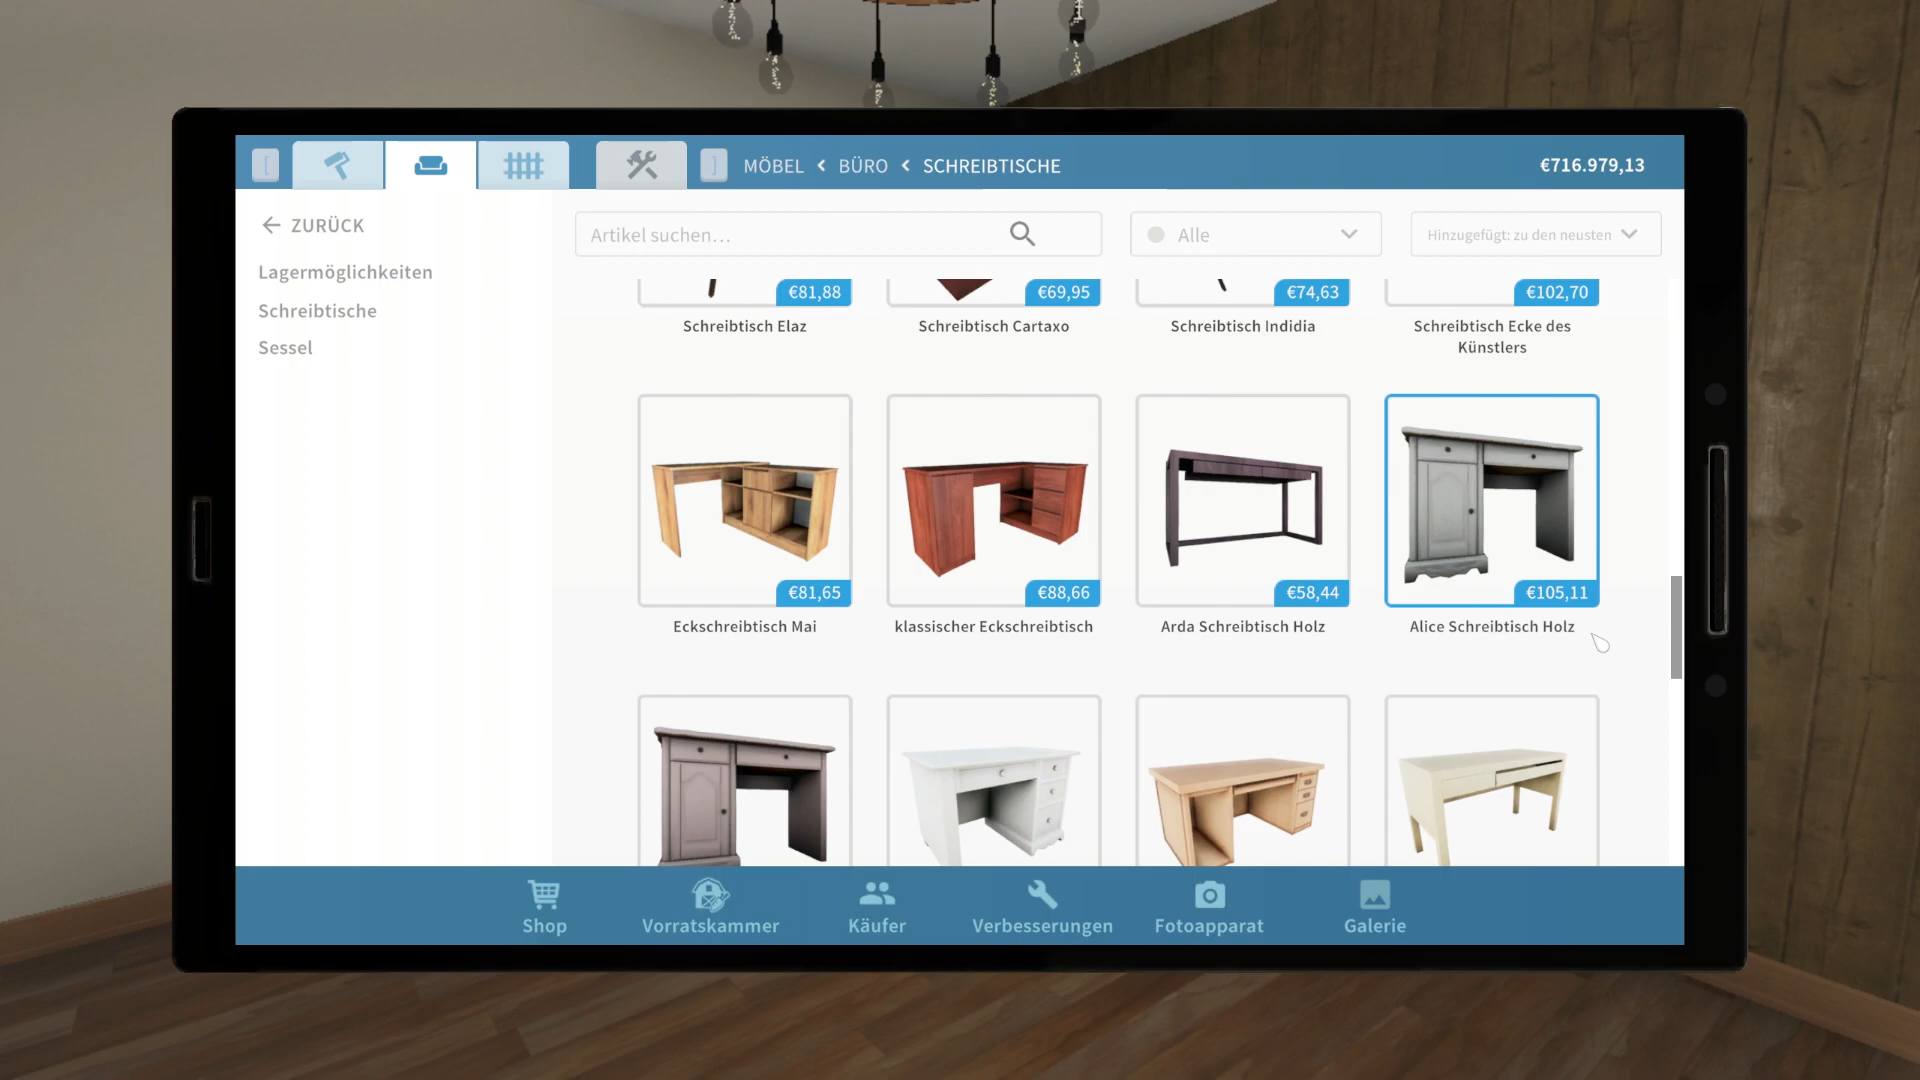 [
]
MÖBEL < BÜRO < SCHREIBTISCHE
€716.979,13
← ZURÜCK
Lagermöglichkeiten
Schreibtische
Sessel
Artikel suchen...
Alle
Hinzugefügt: zu den neusten
€81,88
€69,95
€74,63
€102,70
Schreibtisch Elaz
Schreibtisch Cartaxo
Schreibtisch Indidia
Schreibtisch Ecke des
Künstlers
€81,65
€88,66
€58,44
€105,11
Eckschreibtisch Mai
klassischer Eckschreibtisch
Arda Schreibtisch Holz
Alice Schreibtisch Holz
Shop
Vorratskammer
Käufer
Verbesserungen
Fotoapparat
Galerie